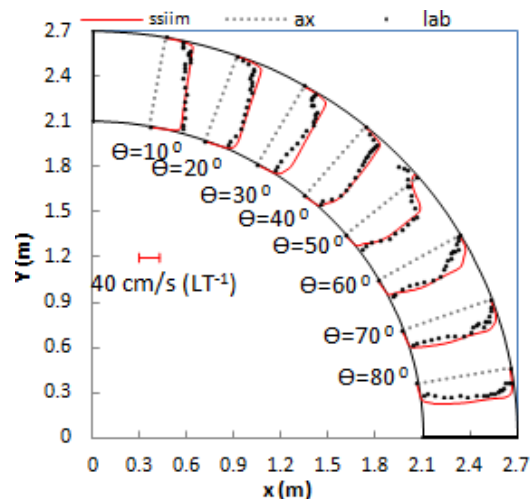 ssiim ax lab
2.7
2.4
2.1
1.8
1.5
1.2
0.9
0.6
0.3
0
Y (m)
Ɵ=10⁰
Ɵ=20⁰
Ɵ=30⁰
Ɵ=40⁰
Ɵ=50⁰
Ɵ=60⁰
Ɵ=70⁰
Ɵ=80⁰
40 cm/s (LT⁻¹)
0 0.3 0.6 0.9 1.2 1.5 1.8 2.1 2.4 2.7
x (m)